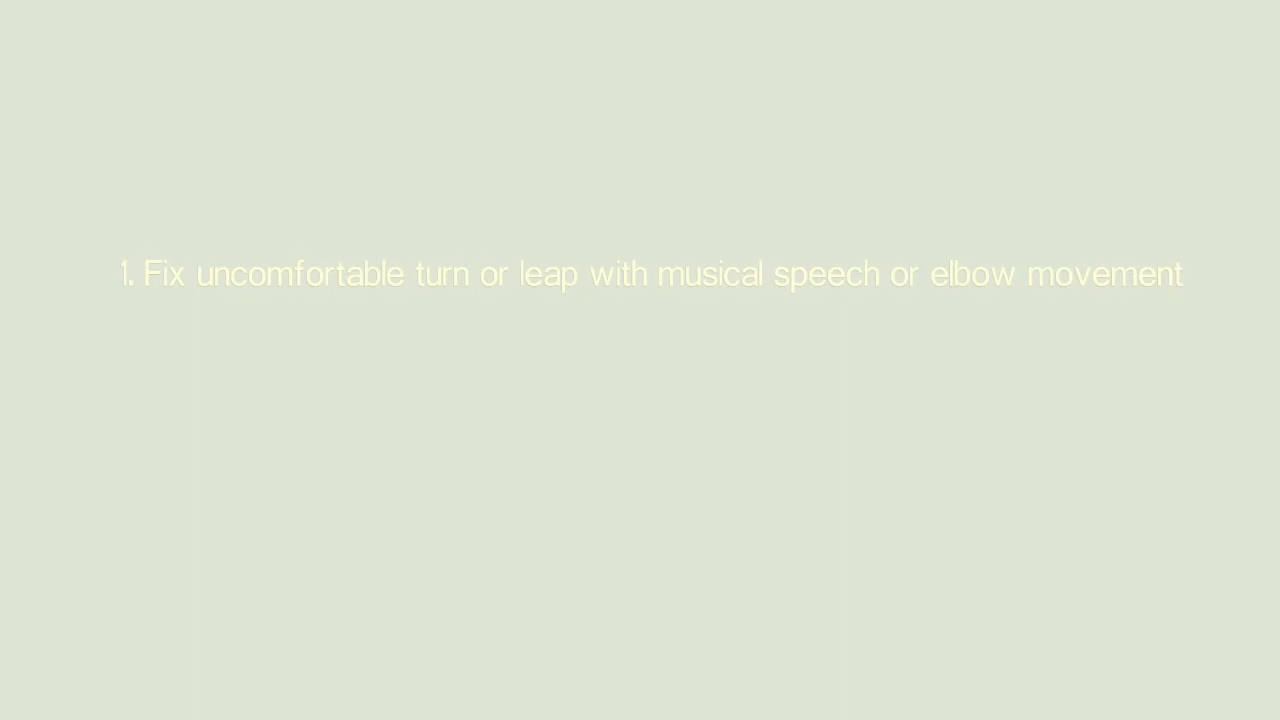 1. Fix uncomfortable turn or leap with musical speech or elbow movement